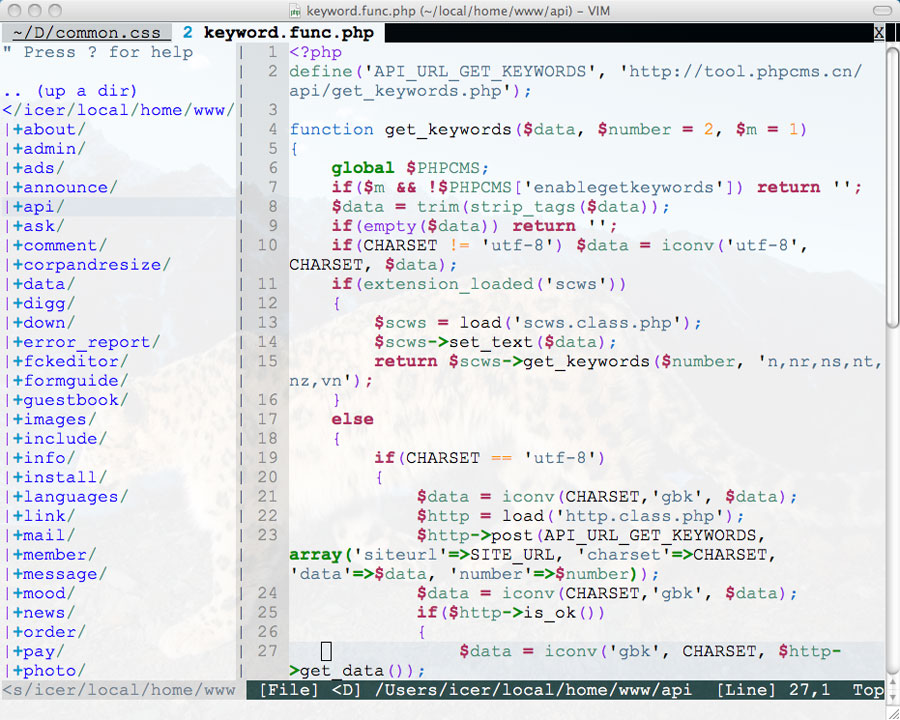 keyword.func.php (~/local/home/www/api) – VIM
~/D/common.css 2 keyword.func.php X
" Press ? for help
.. (up a dir)
</icer/local/home/www/
|+about/
|+admin/
|+ads/
|+announce/
|+api/
|+ask/
|+comment/
|+corpandresize/
|+data/
|+digg/
|+down/
|+error_report/
|+fckeditor/
|+formguide/
|+guestbook/
|+images/
|+include/
|+info/
|+install/
|+languages/
|+link/
|+mail/
|+member/
|+message/
|+mood/
|+news/
|+order/
|+pay/
|+photo/
<s/icer/local/home/www
1 <?php
2 define('API_URL_GET_KEYWORDS', 'http://tool.phpcms.cn/
api/get_keywords.php');
3
4 function get_keywords($data, $number = 2, $m = 1)
5 {
6 global $PHPCMS;
7 if($m && !$PHPCMS['enablegetkeywords']) return '';
8 $data = trim(strip_tags($data));
9 if(empty($data)) return '';
10 if(CHARSET != 'utf-8') $data = iconv('utf-8',
CHARSET, $data);
11 if(extension_loaded('scws'))
12 {
13 $scws = load('scws.class.php');
14 $scws->set_text($data);
15 return $scws->get_keywords($number, 'n,nr,ns,nt,
nz,vn');
16 }
17 else
18 {
19 if(CHARSET == 'utf-8')
20 {
21 $data = iconv(CHARSET,'gbk', $data);
22 $http = load('http.class.php');
23 $http->post(API_URL_GET_KEYWORDS,
array('siteurl'=>SITE_URL, 'charset'=>CHARSET,
'data'=>$data, 'number'=>$number));
24 $data = iconv(CHARSET,'gbk', $data);
25 if($http->is_ok())
26 {
27 $data = iconv('gbk', CHARSET, $http-
>get_data());
[File] <D] /Users/icer/local/home/www/api [Line] 27,1 Top